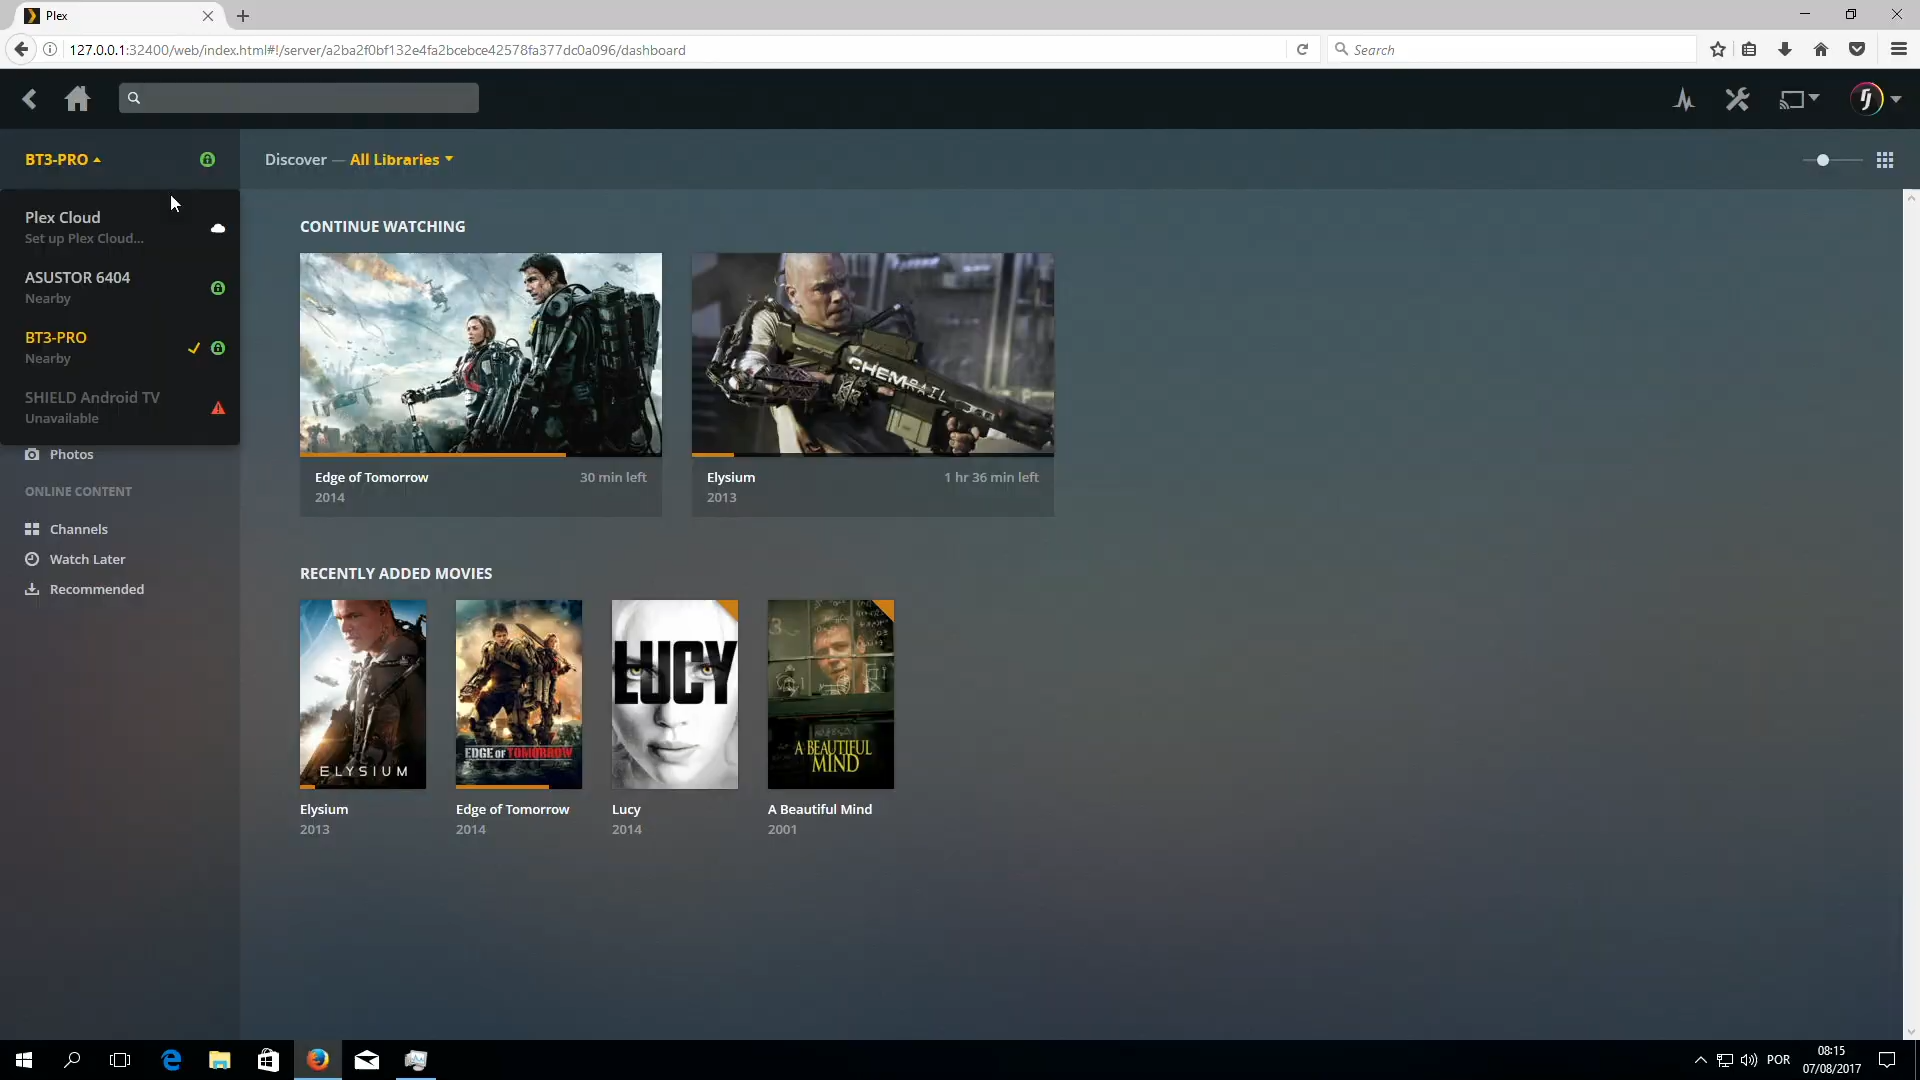 Plex
127.0.0.1:32400/web/index.html#!/server/a2ba2f0bf132e4fa2bcebce42578fa377dc0a096/dashboard
Search
BT3-PRO
Discover — All Libraries
Plex Cloud
Set up Plex Cloud...
ASUSTOR 6404
Nearby
BT3-PRO
Nearby
SHIELD Android TV
Unavailable
Photos
ONLINE CONTENT
Channels
Watch Later
Recommended
CONTINUE WATCHING
CHEMRAIL
Edge of Tomorrow 30 min left
2014
Elysium 1 hr 36 min left
2013
RECENTLY ADDED MOVIES
ELYSIUM
EDGE OF TOMORROW
LUCY
A BEAUTIFUL
MIND
Elysium
2013
Edge of Tomorrow
2014
Lucy
2014
A Beautiful Mind
2001
POR
08:15
07/08/2017